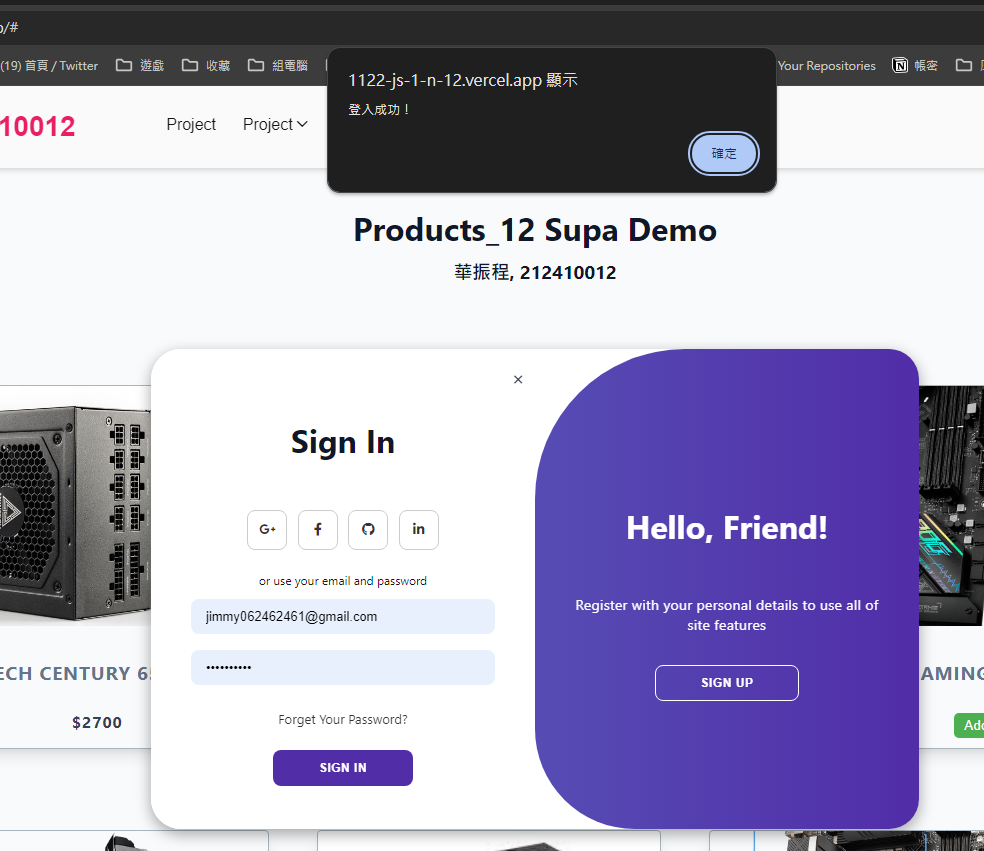 /#
(19) 首頁 / Twitter 遊戲 收藏 組電腦 Your Repositories 帳密
1122-js-1-n-12.vercel.app 顯示
登入成功！
確定
10012 Project Project
Products_12 Supa Demo
華振程, 212410012
Sign In
G+ f in
or use your email and password
jimmy062462461@gmail.com
••••••••••
Forget Your Password?
SIGN IN
Hello, Friend!
Register with your personal details to use all of
site features
SIGN UP
ECH CENTURY 6
$2700
AMING
Add